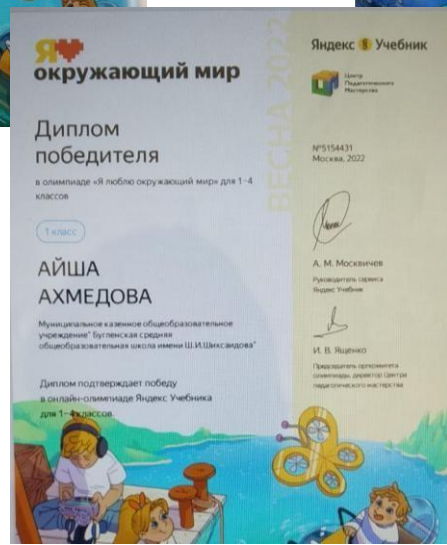 Я
окружающий мир
Диплом
победителя
в олимпиаде «Я люблю окружающий мир» для 1–4
классов
1 класс
АЙША
АХМЕДОВА
Муниципальное казенное общеобразовательное
учреждение" Бугленская средняя
общеобразовательная школа имени Ш.И.Шихсаидова"
Диплом подтверждает победу
в онлайн-олимпиаде Яндекс Учебника
для 1–4 классов.
ВЕСНА 2022
Яндекс Учебник
Центр
Педагогического
Мастерства
№5154431
Москва, 2022
А. М. Москвичев
Руководитель сервиса
Яндекс Учебник
И. В. Ященко
Председатель оргкомитета
олимпиады, директор Центра
педагогического мастерства